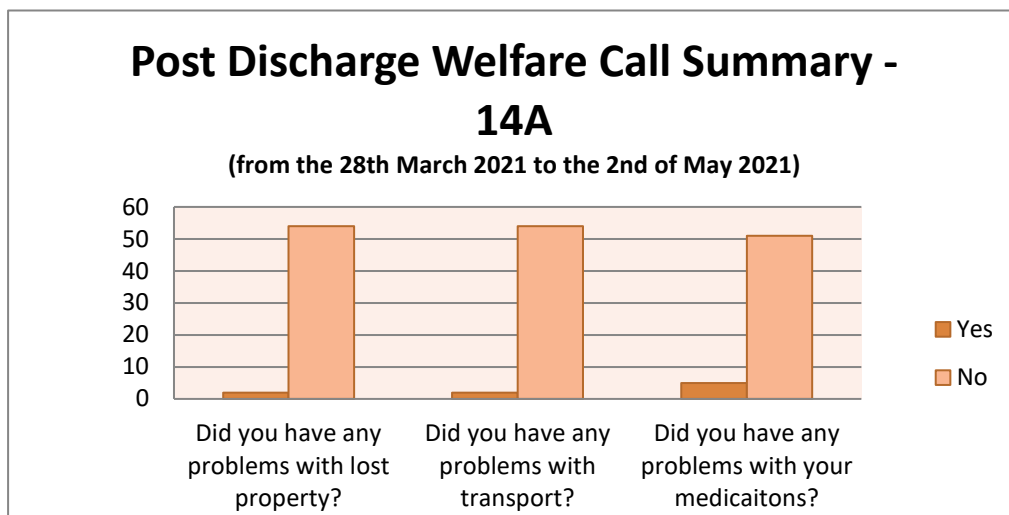 Post Discharge Welfare Call Summary -
14A
(from the 28th March 2021 to the 2nd of May 2021)
60
50
40
30
20
10
0
Yes
No
Did you have any
problems with lost
property?
Did you have any
problems with
transport?
Did you have any
problems with your
medicaitons?